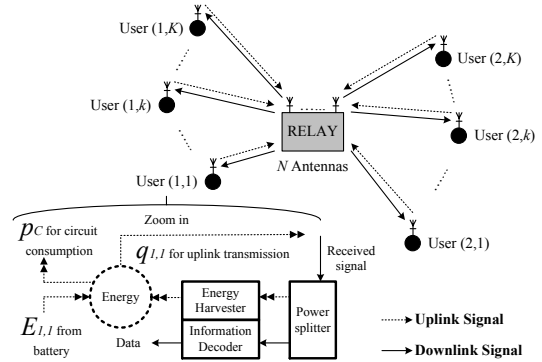 User (1,K)
User (2,K)
User (1,k)
RELAY
User (2,k)
N Antennas
User (1,1)
User (2,1)
Zoom in
pC for circuit
consumption
q1,1 for uplink transmission
Received
signal
Energy
Energy
Harvester
Power
splitter
E1,1 from
battery
Data
Information
Decoder
Uplink Signal
Downlink Signal